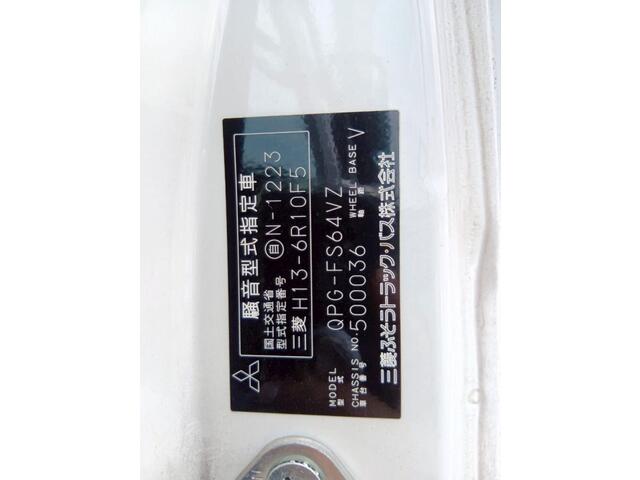 騒音型式指定車
国土交通省
型式指定番号 自N-1223
三菱 H13-6R10F5
MODEL
型式 QPG-FS64VZ
CHASSIS NO. 500036 WHEEL BASE V
車台番号 軸距
三菱ふそうトラック・バス株式会社